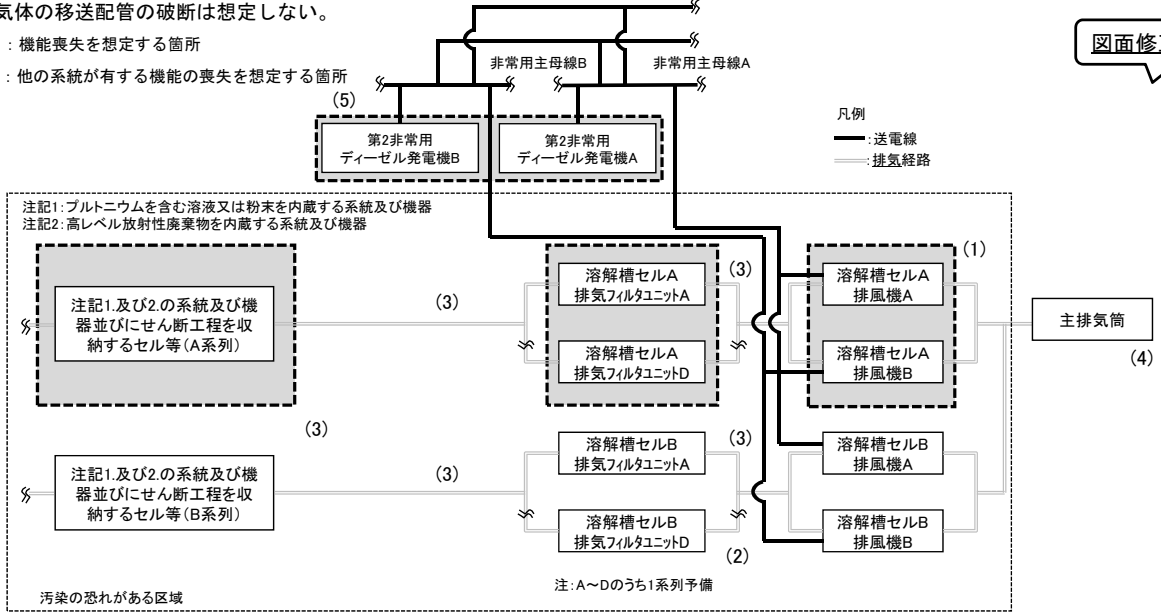 気体の移送配管の破断は想定しない。
：機能喪失を想定する箇所
：他の系統が有する機能の喪失を想定する箇所
非常用主母線B
非常用主母線A
(5)
第2非常用
ディーゼル発電機B
第2非常用
ディーゼル発電機A
凡例
:送電線
:排気経路
注記1:プルトニウムを含む溶液又は粉末を内蔵する系統及び機器
注記2:高レベル放射性廃棄物を内蔵する系統及び機器
注記1.及び2.の系統及び機
器並びにせん断工程を収
納するセル等(A系列)
(3)
溶解槽セルA
排気フィルタユニットA
(3)
溶解槽セルA
排気フィルタユニットD
(1)
溶解槽セルA
排風機A
溶解槽セルA
排風機B
主排気筒
(4)
(3)
注記1.及び2.の系統及び機
器並びにせん断工程を収
納するセル等(B系列)
(3)
溶解槽セルB
排気フィルタユニットA
(3)
溶解槽セルB
排気フィルタユニットD
(2)
溶解槽セルB
排風機A
溶解槽セルB
排風機B
注:A～Dのうち1系列予備
汚染の恐れがある区域
図面修